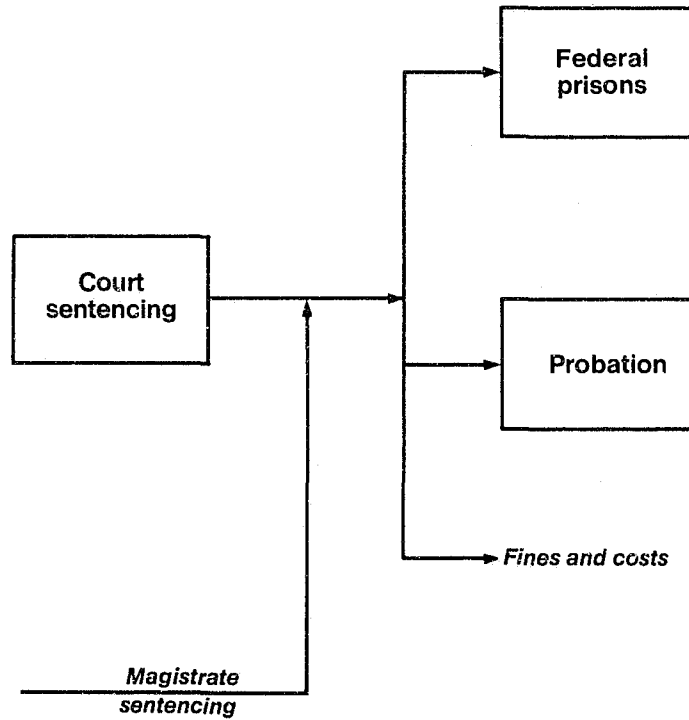 Federal
prisons
Court
sentencing
Probation
Fines and costs
Magistrate
sentencing